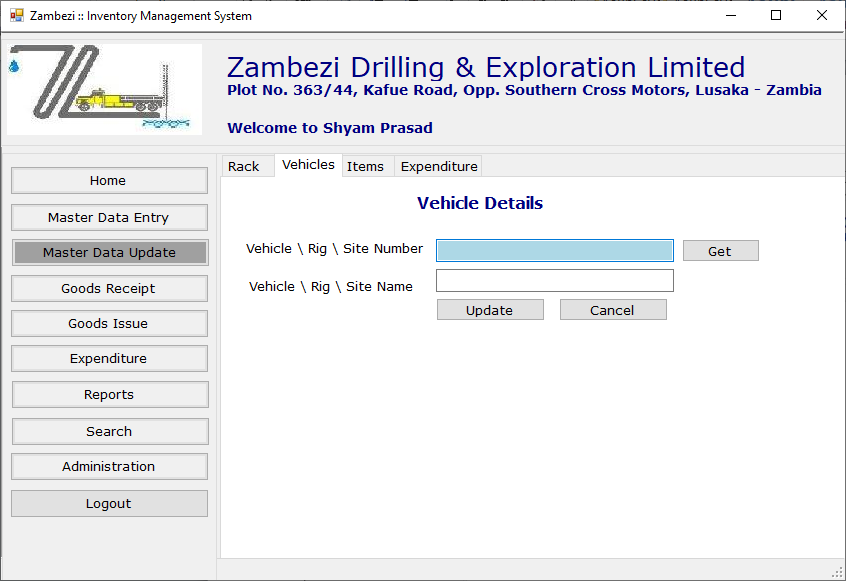 Zambezi :: Inventory Management System
Zambezi Drilling & Exploration Limited
Plot No. 363/44, Kafue Road, Opp. Southern Cross Motors, Lusaka - Zambia
Welcome to Shyam Prasad
Home
Master Data Entry
Master Data Update
Goods Receipt
Goods Issue
Expenditure
Reports
Search
Administration
Logout
Rack Vehicles Items Expenditure
Vehicle Details
Vehicle \ Rig \ Site Number Get
Vehicle \ Rig \ Site Name
Update Cancel